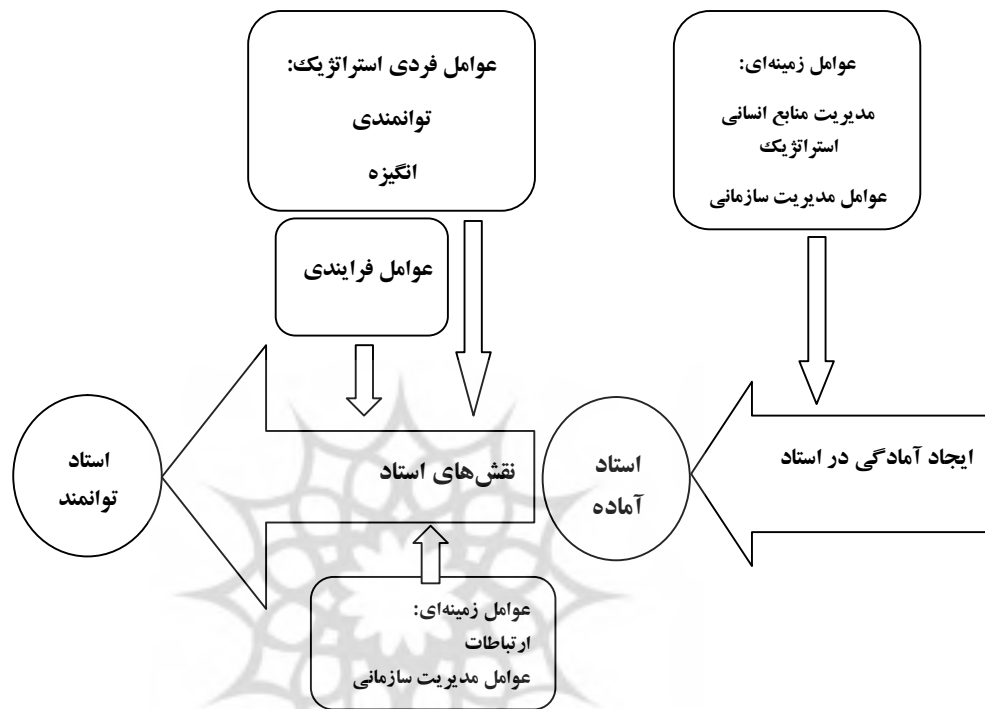 عوامل زمینه‌ای:
مدیریت منابع انسانی
استراتژیک
عوامل مدیریت سازمانی
عوامل فردی استراتژیک:
توانمندی
انگیزه
عوامل فرایندی
ایجاد آمادگی در استاد
استاد
آماده
نقش‌های استاد
استاد
توانمند
عوامل زمینه‌ای:
ارتباطات
عوامل مدیریت سازمانی